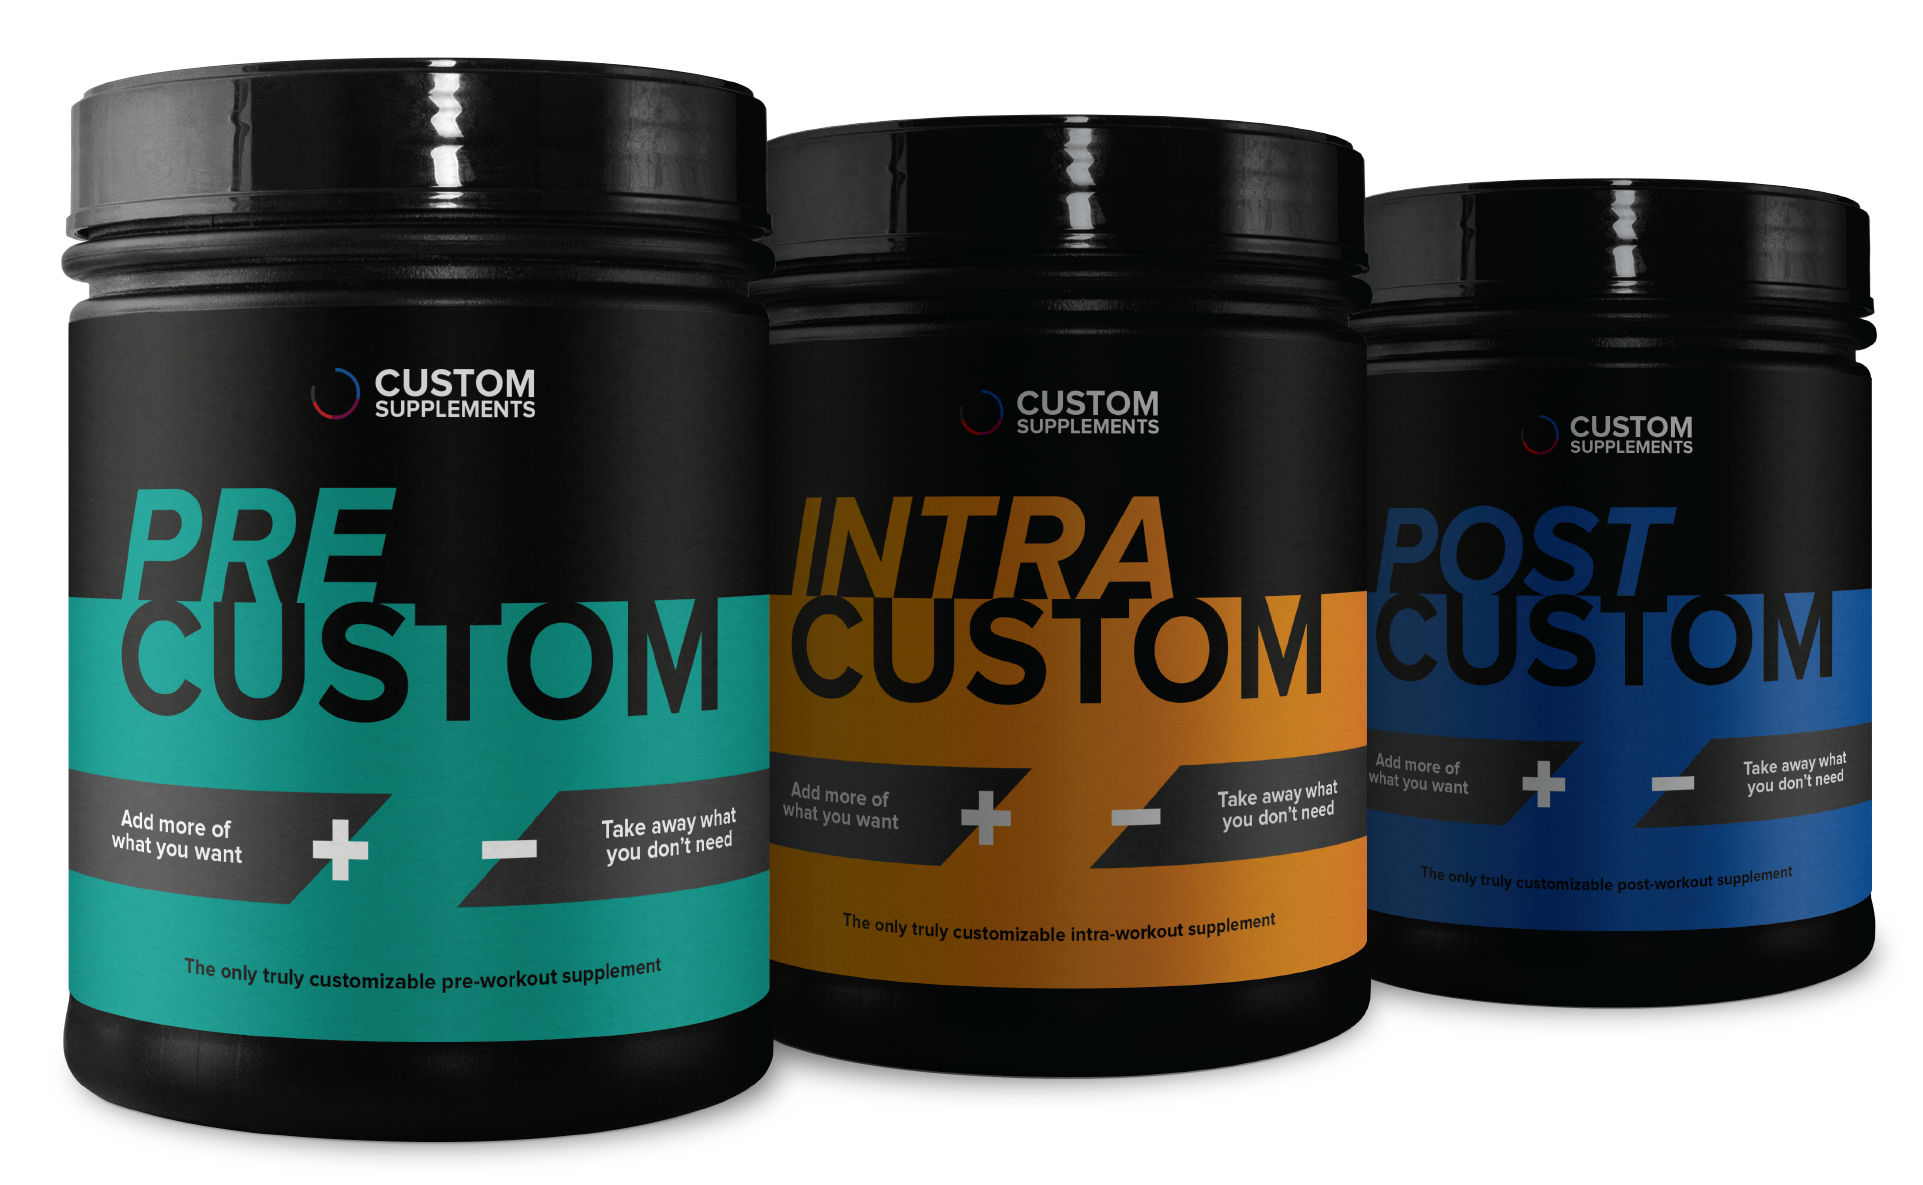 CUSTOM
SUPPLEMENTS
PRE
CUSTOM
Add more of
what you want
+
-
Take away what
you don't need
The only truly customizable pre-workout supplement
CUSTOM
SUPPLEMENTS
INTRA
CUSTOM
Add more of
what you want
+
-
Take away what
you don't need
The only truly customizable intra-workout supplement
CUSTOM
SUPPLEMENTS
POST
CUSTOM
Add more of
what you want
+
-
Take away what
you don't need
The only truly customizable post-workout supplement